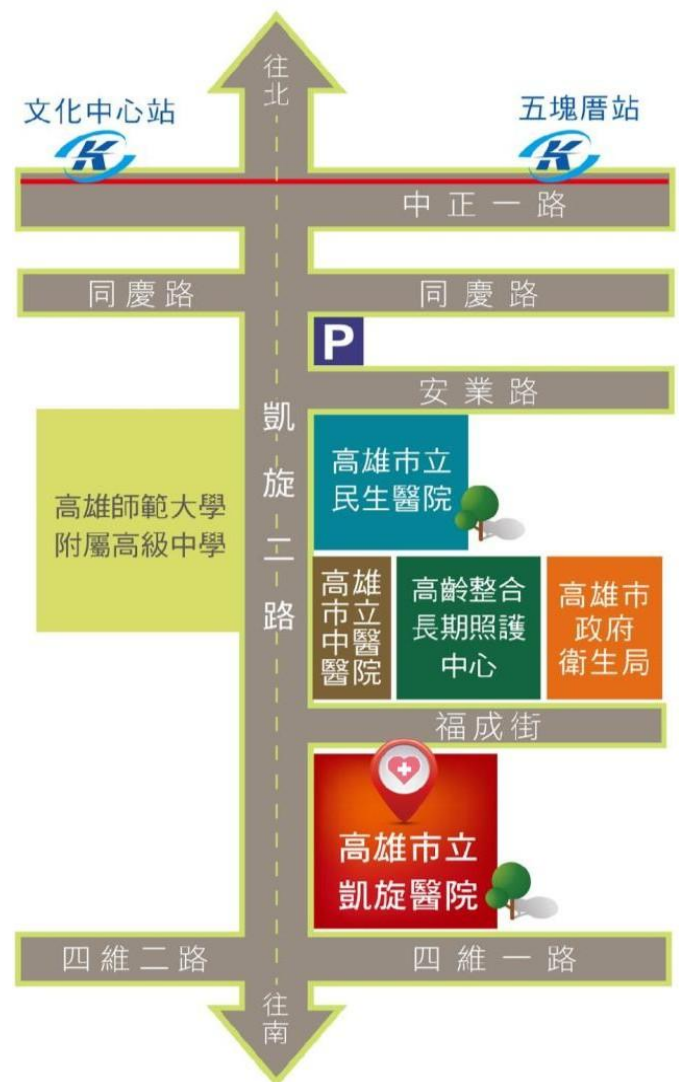 往北
文化中心站
五塊厝站
K
K
中正一路
同慶路
同慶路
P
安業路
凱旋二路
高雄市立
民生醫院
高雄師範大學
附屬高級中學
高雄
市立
中醫
醫院
高齡整合
長期照護
中心
高雄市
政府
衛生局
福成街
高雄市立
凱旋醫院
四維二路
四維一路
往南